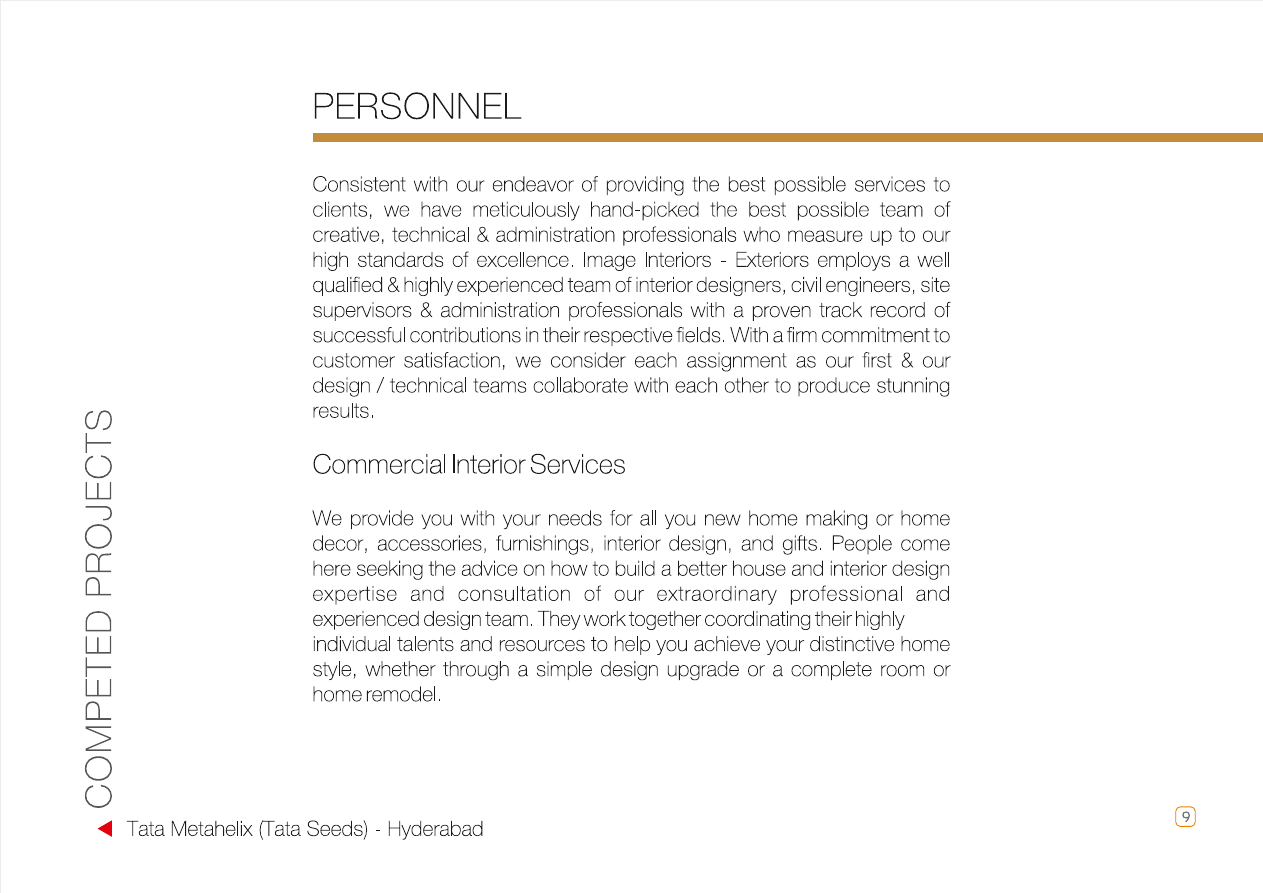 PERSONNEL
Consistent with our endeavor of providing the best possible services to
clients, we have meticulously hand-picked the best possible team of
creative, technical & administration professionals who measure up to our
high standards of excellence. Image Interiors - Exteriors employs a well
qualified & highly experienced team of interior designers, civil engineers, site
supervisors & administration professionals with a proven track record of
successful contributions in their respective fields. With a firm commitment to
customer satisfaction, we consider each assignment as our first & our
design / technical teams collaborate with each other to produce stunning
results.
Commercial Interior Services
We provide you with your needs for all you new home making or home
decor, accessories, furnishings, interior design, and gifts. People come
here seeking the advice on how to build a better house and interior design
expertise and consultation of our extraordinary professional and
experienced design team. They work together coordinating their highly
individual talents and resources to help you achieve your distinctive home
style, whether through a simple design upgrade or a complete room or
home remodel.
COMPETED PROJECTS
Tata Metahelix (Tata Seeds) - Hyderabad
9